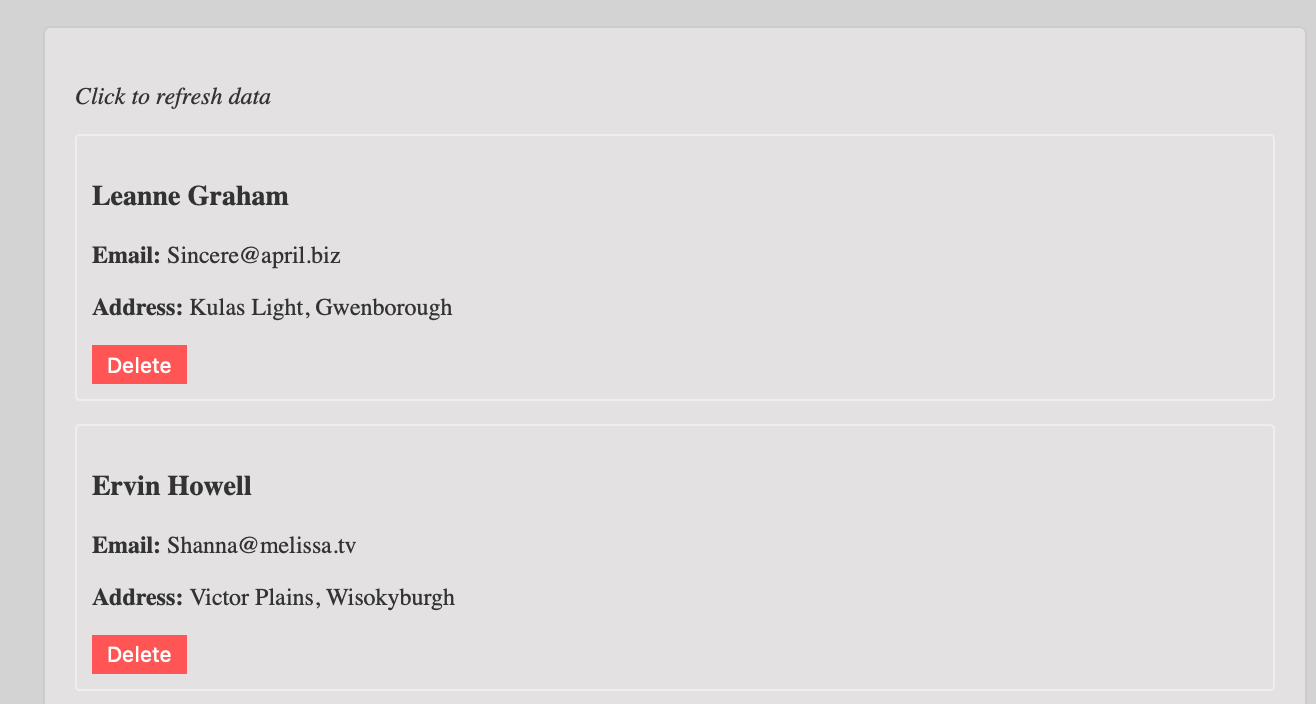 Click to refresh data
Leanne Graham
Email: Sincere@april.biz
Address: Kulas Light, Gwenborough
Delete
Ervin Howell
Email: Shanna@melissa.tv
Address: Victor Plains, Wisokyburgh
Delete